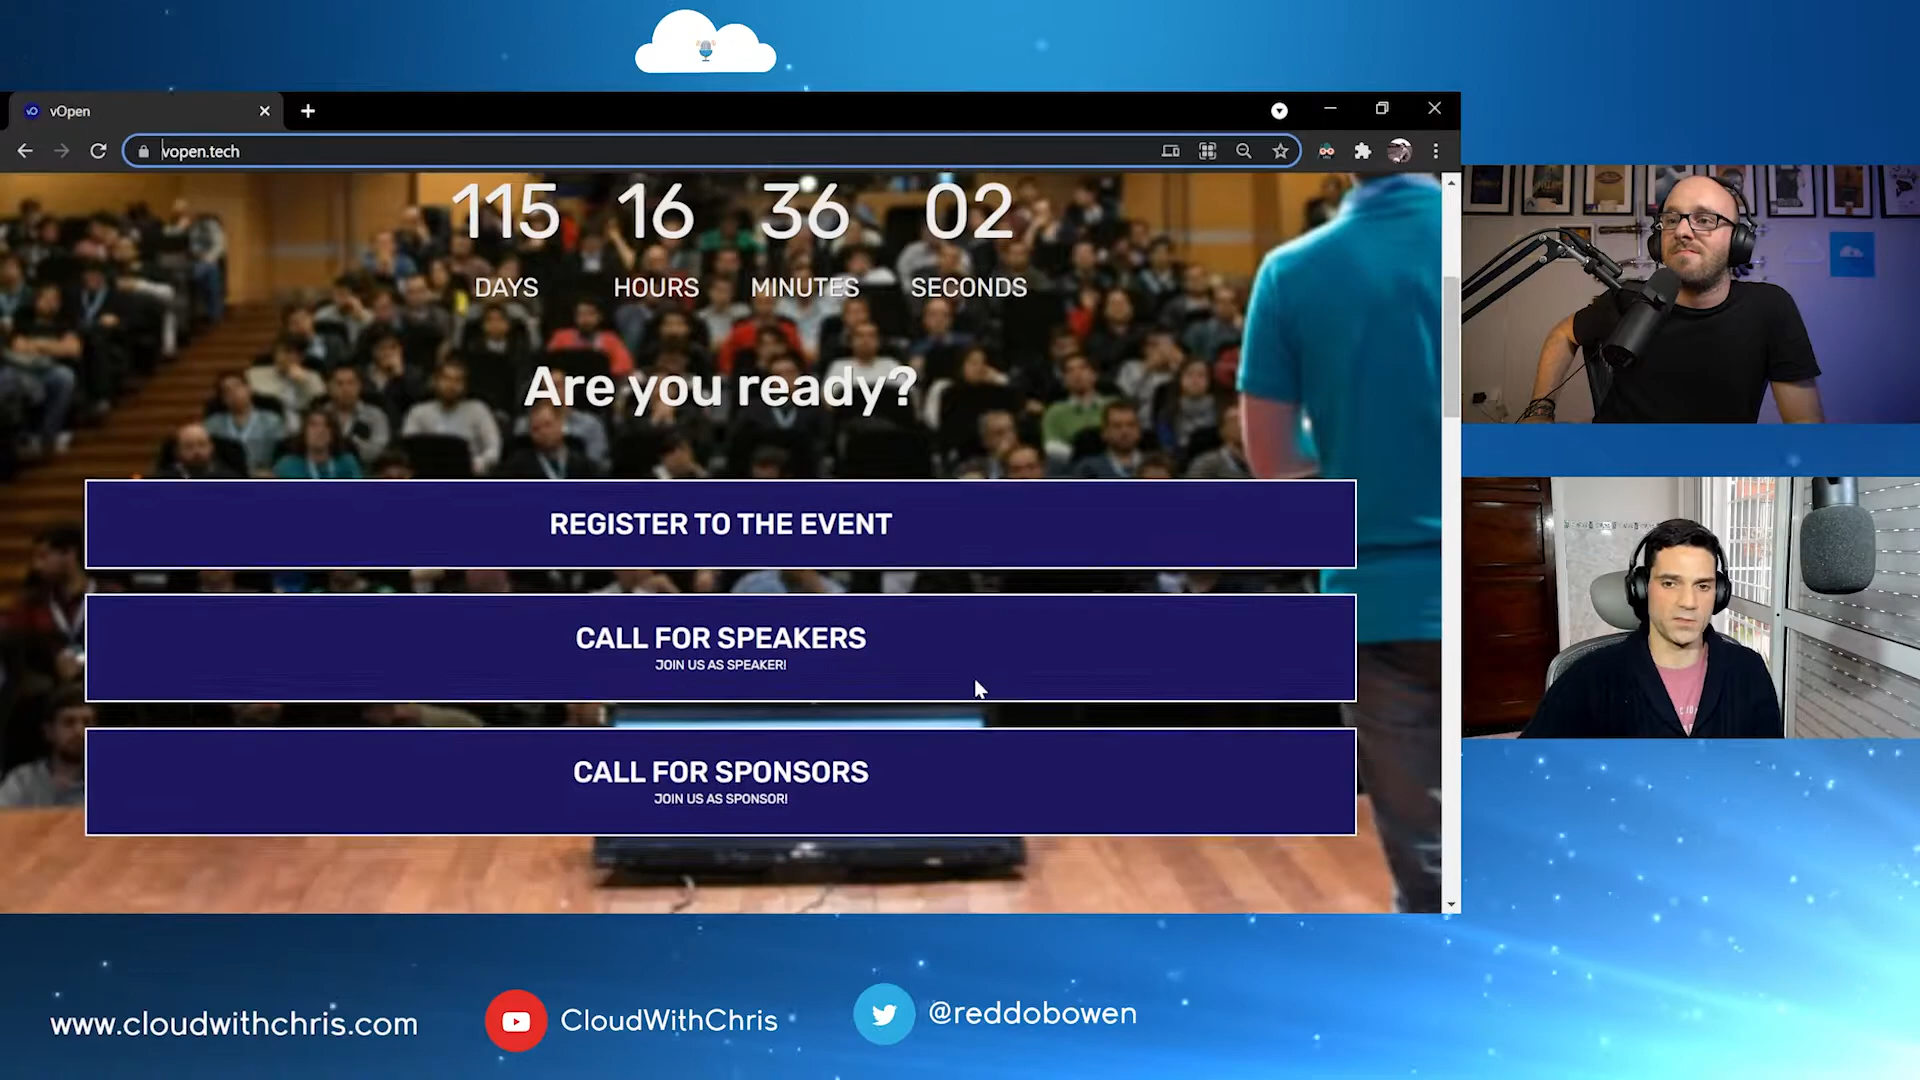 vOpen
vopen.tech
115 16 36 02
DAYS HOURS MINUTES SECONDS
Are you ready?
REGISTER TO THE EVENT
CALL FOR SPEAKERS
JOIN US AS SPEAKER!
CALL FOR SPONSORS
JOIN US AS SPONSOR!
www.cloudwithchris.com
CloudWithChris
@reddobowen